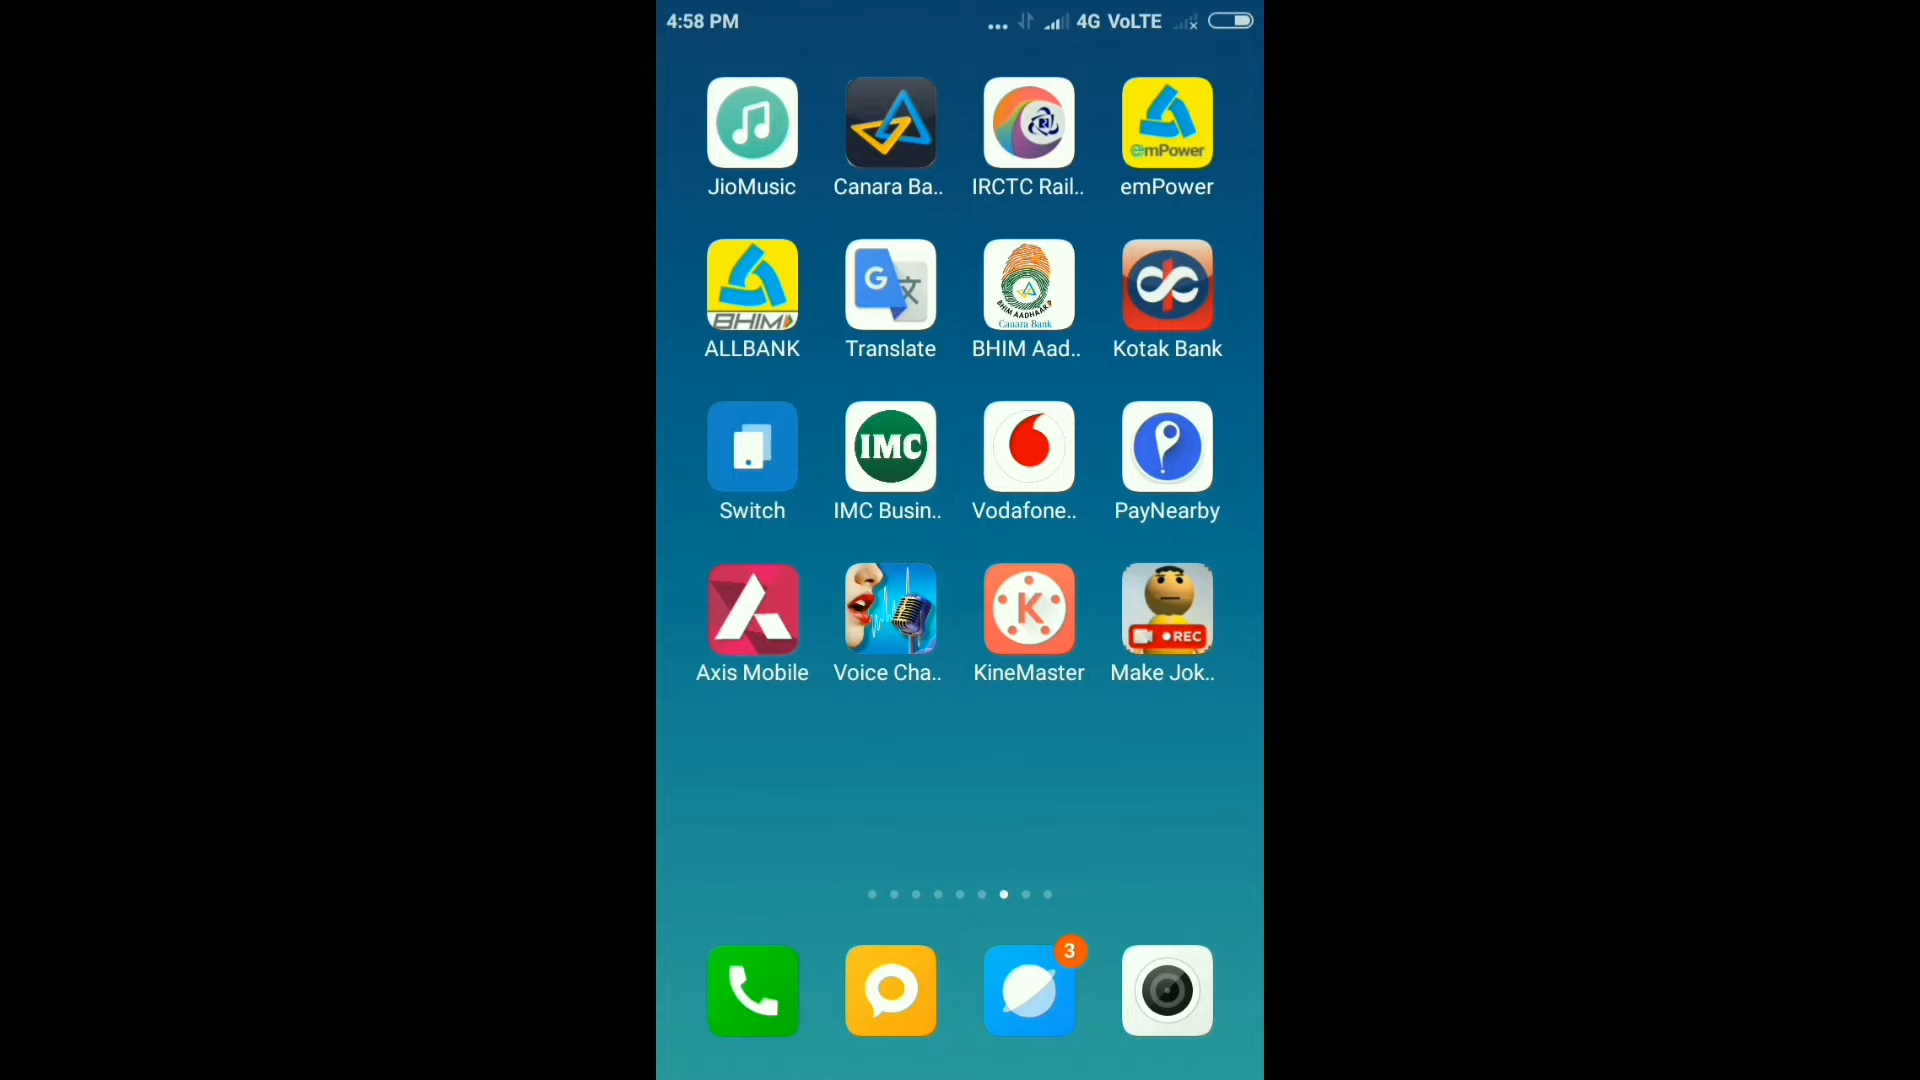 4:58 PM ... 4G VoLTE
emPower
JioMusic Canara Ba.. IRCTC Rail.. emPower
BHIM G 文 BHIM AADHAAR
Canara Bank
ALLBANK Translate BHIM Aad.. Kotak Bank
IMC
Switch IMC Busin.. Vodafone.. PayNearby
K REC
Axis Mobile Voice Cha.. KineMaster Make Jok..
3